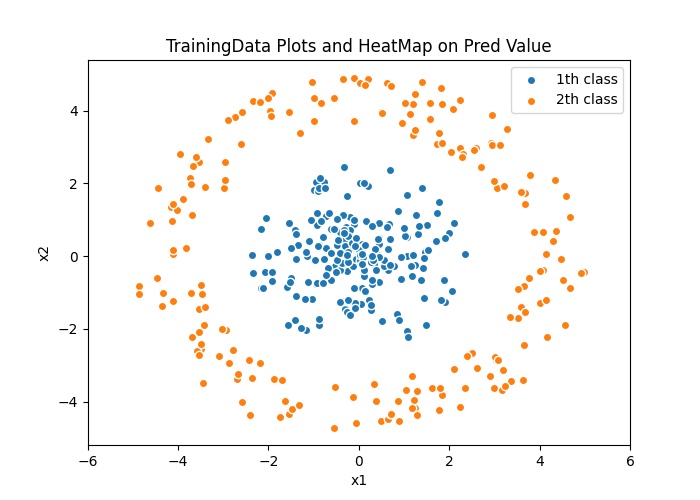 TrainingData Plots and HeatMap on Pred Value
1th class
2th class
4
2
0
−2
−4
x2
−6
−4
−2
0
2
4
6
x1